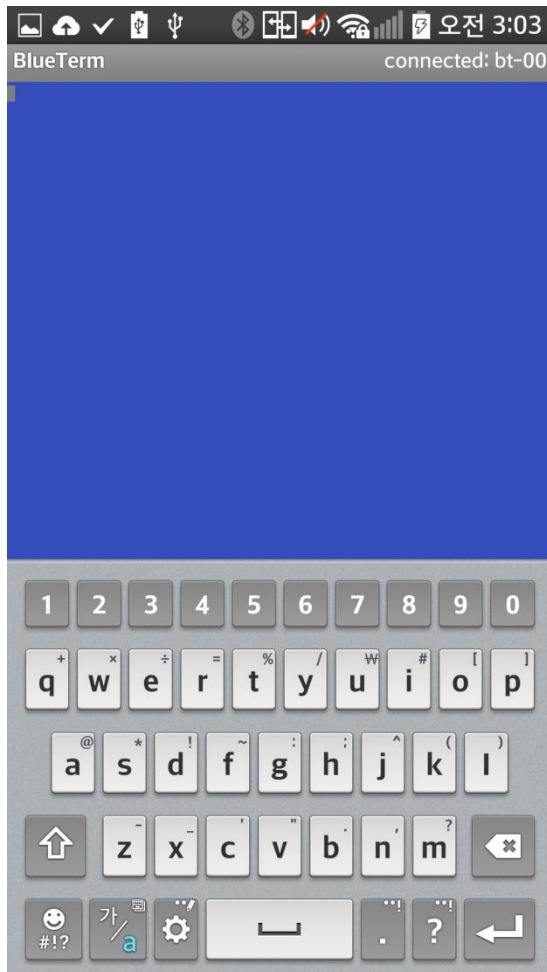 오전 3:03
BlueTerm connected: bt-00
1 2 3 4 5 6 7 8 9 0
+ × ÷ = % / ₩ # [ ]
q w e r t y u i o p
@ * ! ~ : ; ^ ( )
a s d f g h j k l
- _ ' " . , ?
z x c v b n m
가/a ..! ..!
#!? . ?